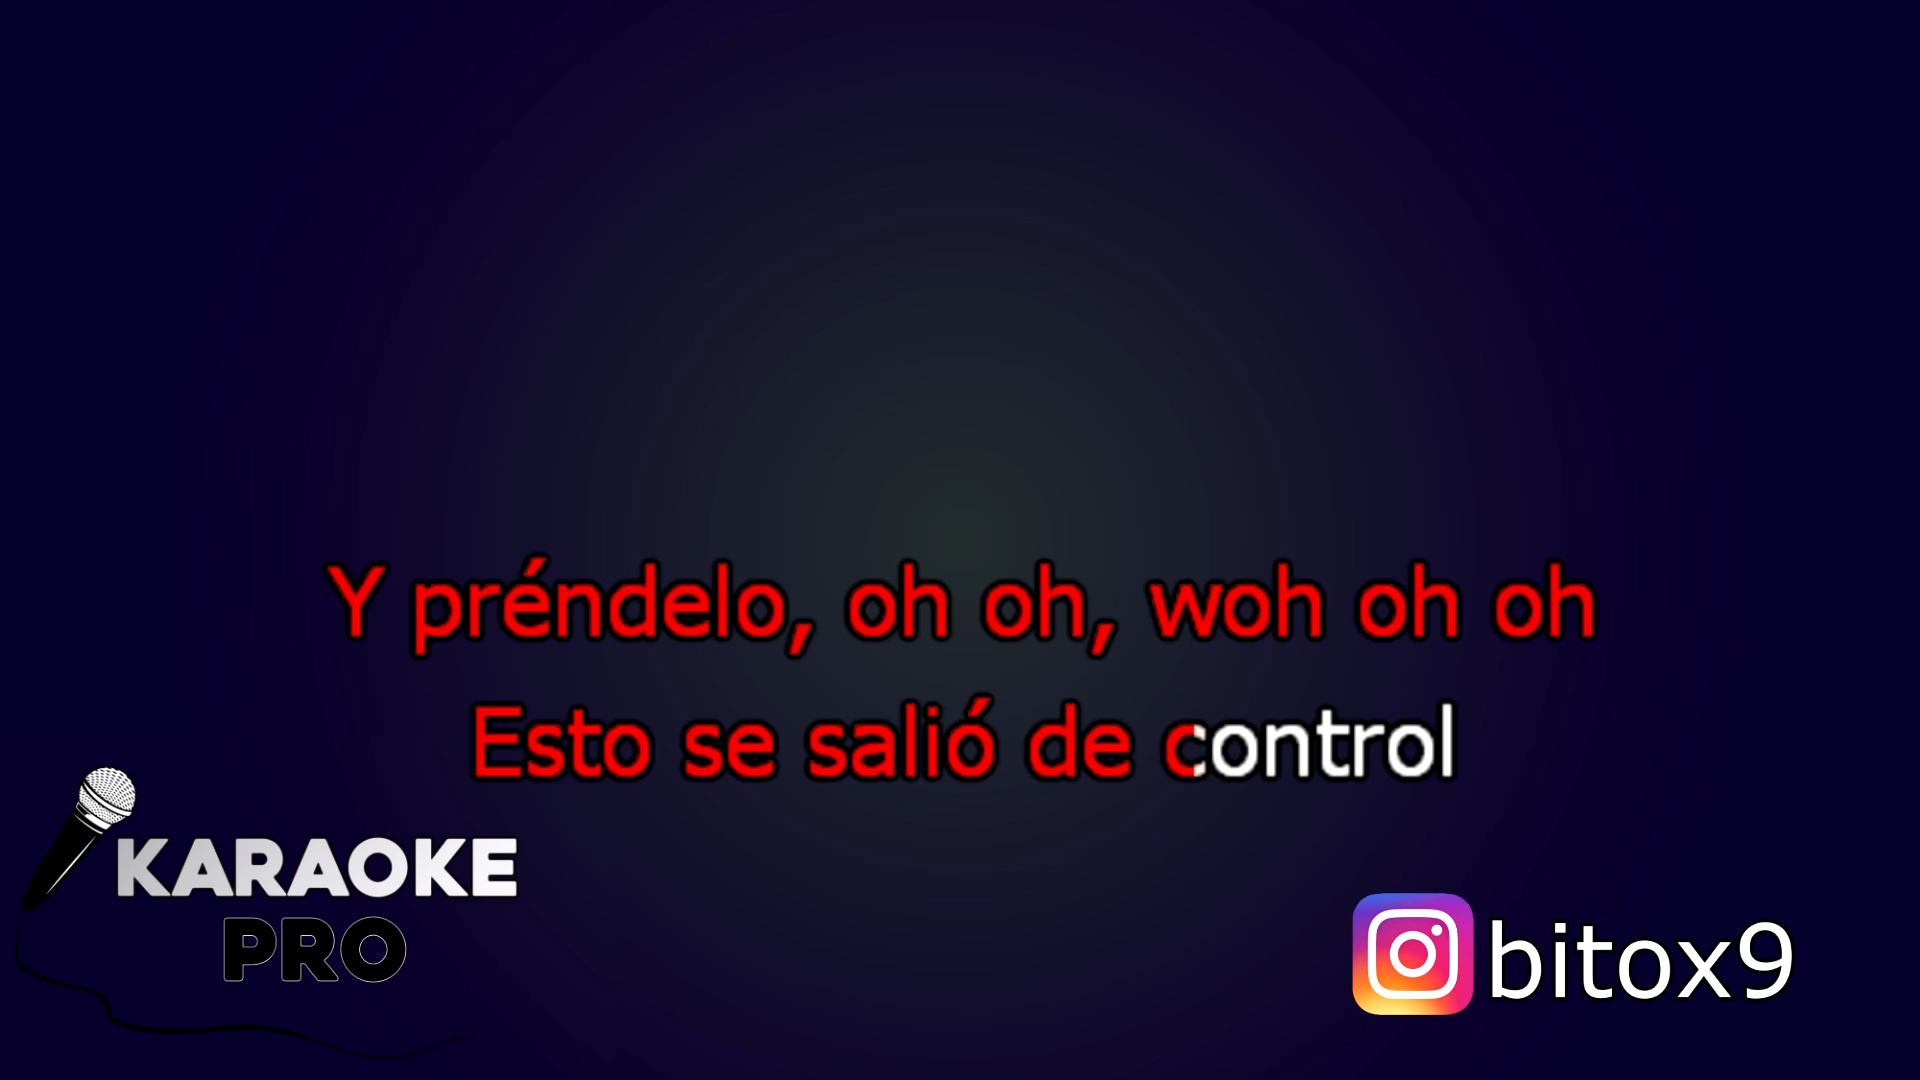 Y préndelo, oh oh, woh oh oh
Esto se salió de control
KARAOKE
PRO
bitox9